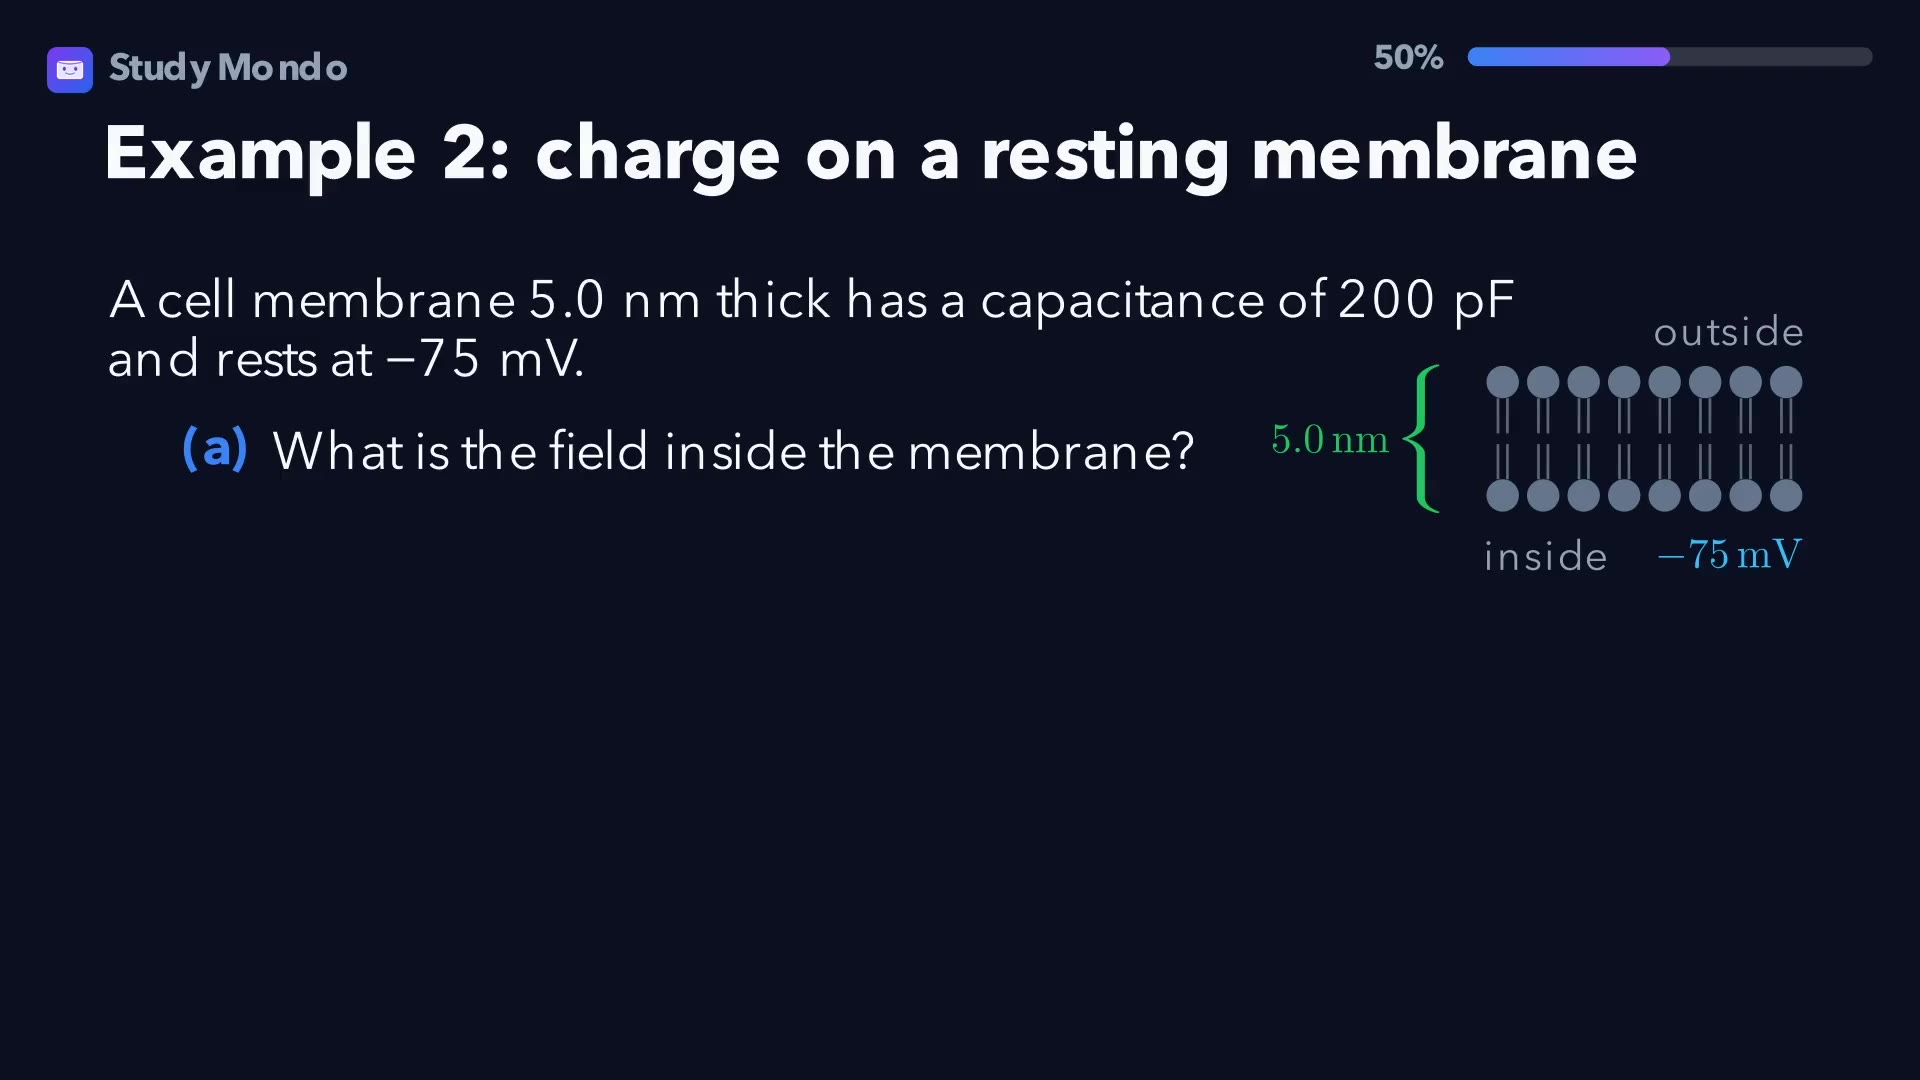 Study Mondo
50%
Example 2: charge on a resting membrane
A cell membrane 5.0 nm thick has a capacitance of 200 pF
and rests at −75 mV.
(a) What is the field inside the membrane?
outside
5.0 nm
inside −75 mV